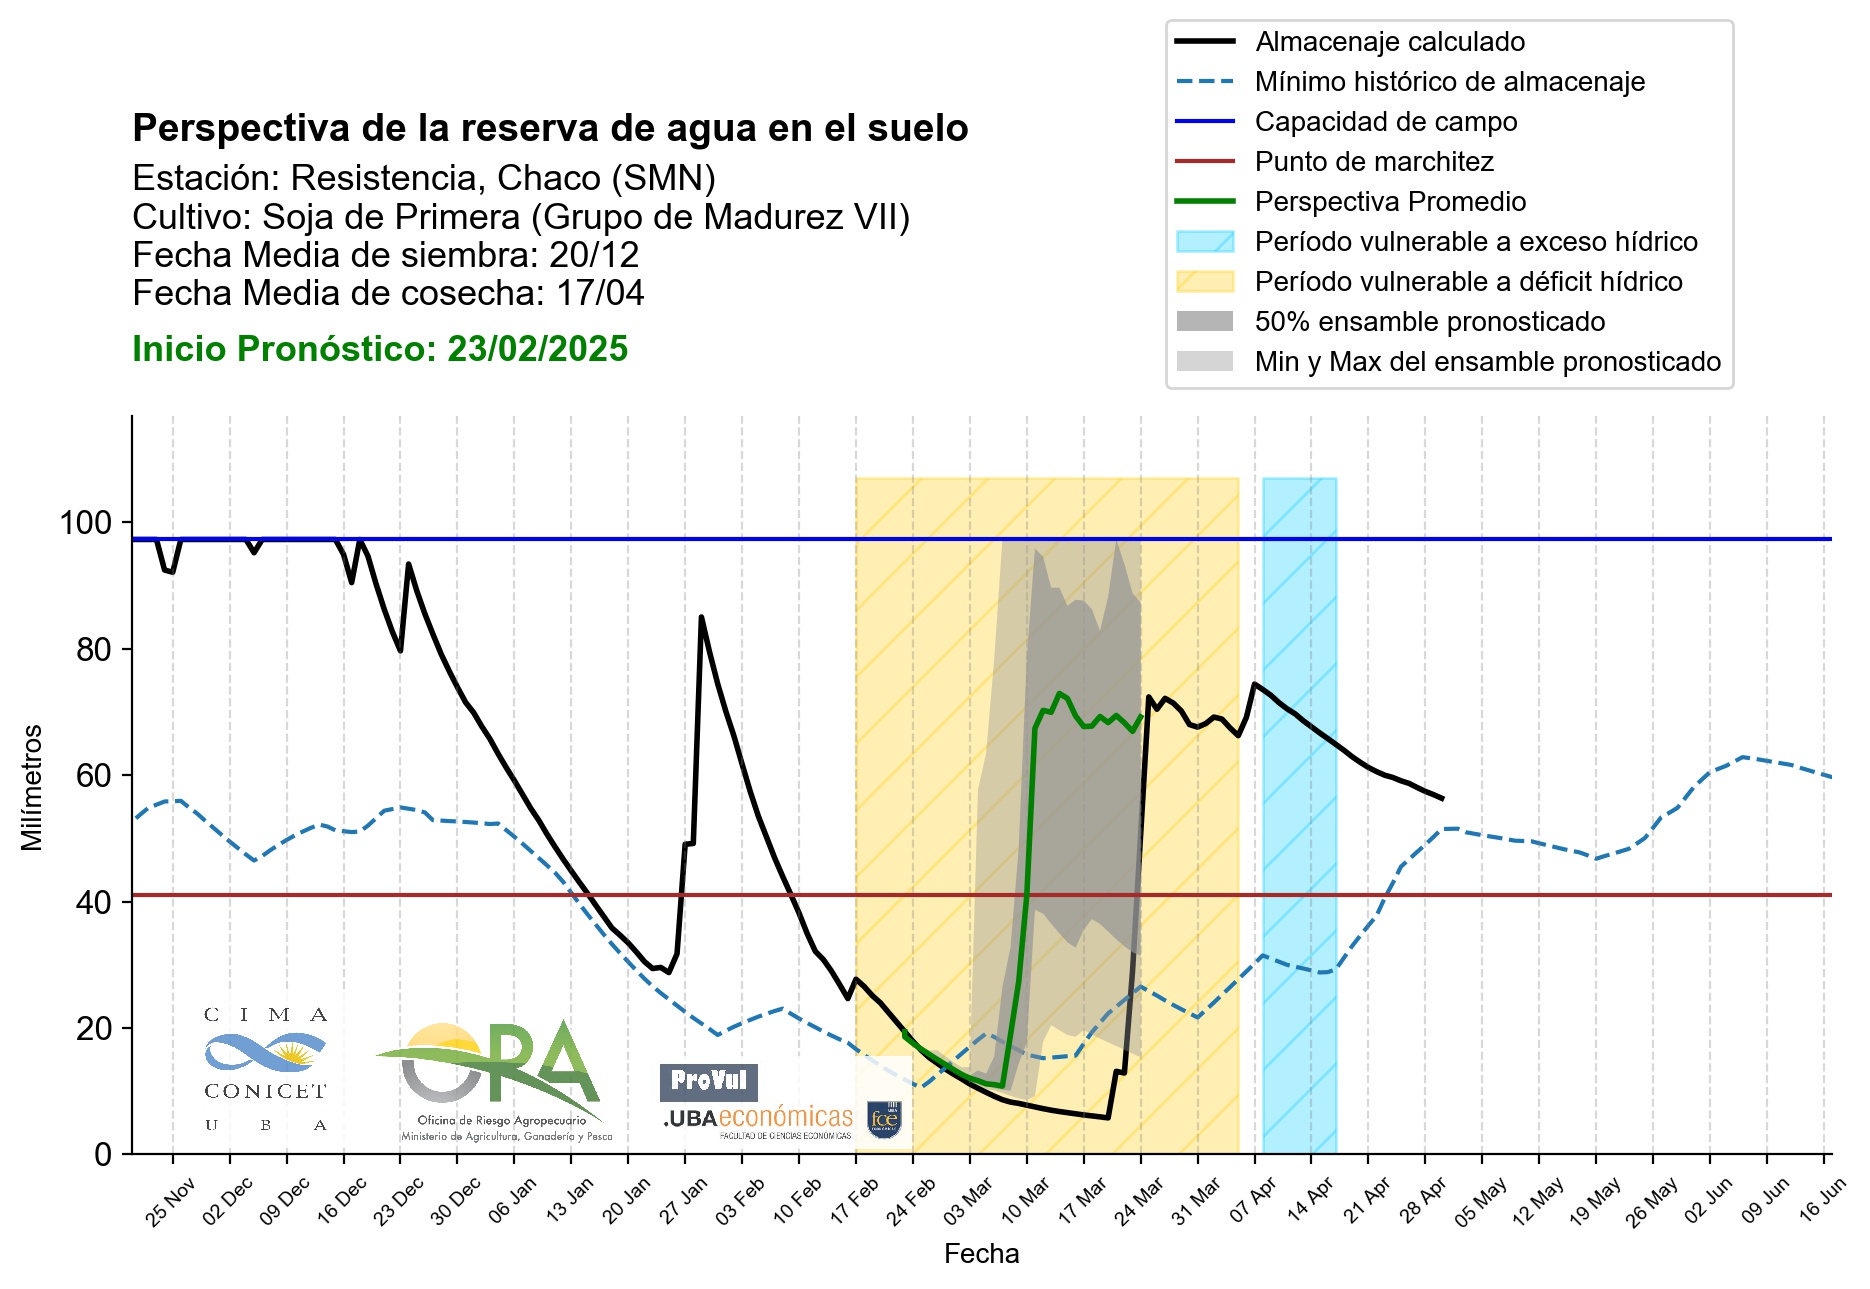 Almacenaje calculado
Mínimo histórico de almacenaje
Capacidad de campo
Punto de marchitez
Perspectiva Promedio
Período vulnerable a exceso hídrico
Período vulnerable a déficit hídrico
50% ensamble pronosticado
Min y Max del ensamble pronosticado
Perspectiva de la reserva de agua en el suelo
Estación: Resistencia, Chaco (SMN)
Cultivo: Soja de Primera (Grupo de Madurez VII)
Fecha Media de siembra: 20/12
Fecha Media de cosecha: 17/04
Inicio Pronóstico: 23/02/2025
Milímetros
100
80
60
40
20
0
CIMA
CONICET
UBA
ORA
Oficina de Riesgo Agropecuario
Ministerio de Agricultura, Ganadería y Pesca
ProVul
.UBAeconómicas
FACULTAD DE CIENCIAS ECONÓMICAS
fce
25 Nov
02 Dec
09 Dec
16 Dec
23 Dec
30 Dec
06 Jan
13 Jan
20 Jan
27 Jan
03 Feb
10 Feb
17 Feb
24 Feb
03 Mar
10 Mar
17 Mar
24 Mar
31 Mar
07 Apr
14 Apr
21 Apr
28 Apr
05 May
12 May
19 May
26 May
02 Jun
09 Jun
16 Jun
Fecha